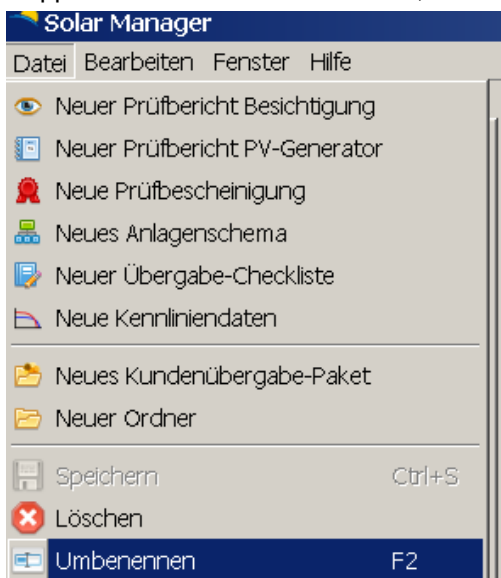 Solar Manager
Datei Bearbeiten Fenster Hilfe
Neuer Prüfbericht Besichtigung
Neuer Prüfbericht PV-Generator
Neue Prüfbescheinigung
Neues Anlagenschema
Neuer Übergabe-Checkliste
Neue Kennliniendaten
Neues Kundenübergabe-Paket
Neuer Ordner
Speichern Ctrl+S
Löschen
Umbenennen F2